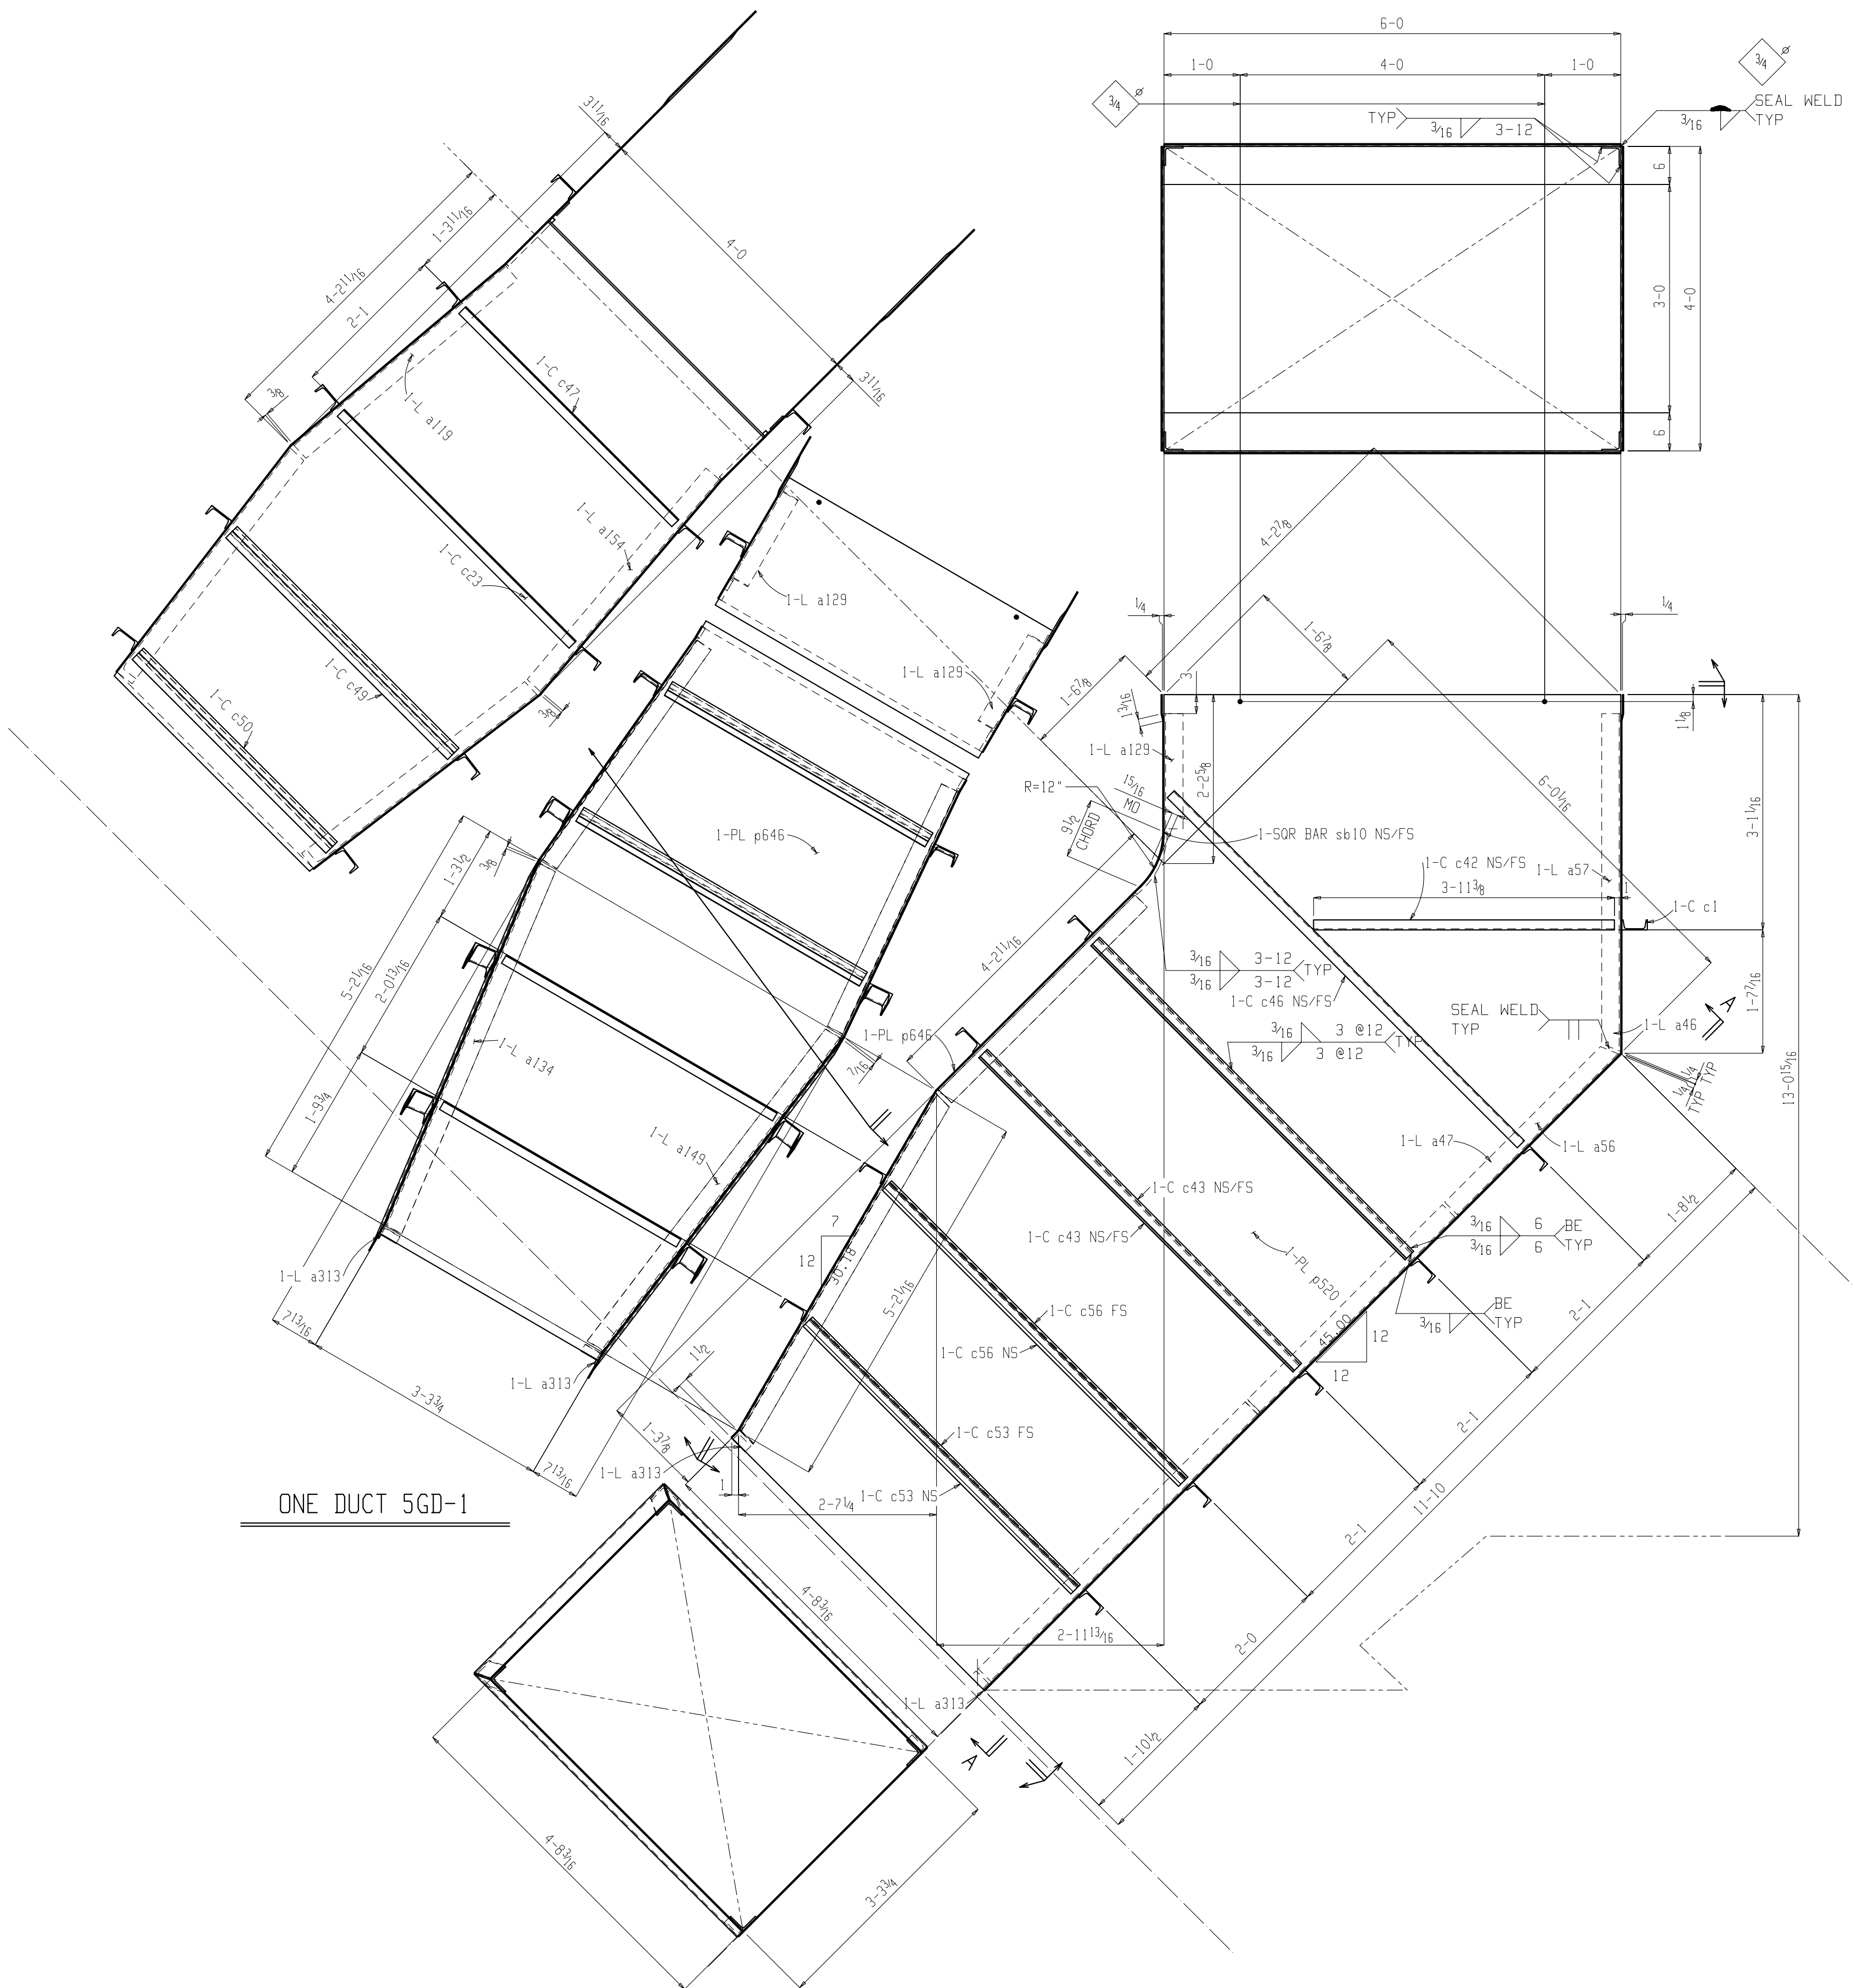 6-0
1-0
4-0
1-0
3/4
Ø
3/4
Ø
SEAL WELD
TYP
3/16
TYP
3/16
3-12
6
3-0
4-0
6
3 11/16
1-3 11/16
4-2 11/16
2-1
4-0
3/8
1-C c47
1-L a119
3 11/16
1-L a154
1-C c23
1-C c49
3/8
1-C c50
1-L a129
1-L a129
4-2 7/8
1/4
1/4
1-6 7/8
1-6 7/8
3
1 3/16
1 1/8
1-L a129
2-2 5/8
R=12"
15/16
MO
9 1/2
CHORD
6-0 1/16
3-1 1/16
1-SQR BAR sb10 NS/FS
1-C c42 NS/FS
1-L a57
3-11 3/8
1
1-C c1
1-PL p646
1-3 1/2
3/8
5-2 1/16
2-0 13/16
4-2 11/16
3/16
3-12
TYP
3/16
3-12
1-C c46 NS/FS
SEAL WELD
TYP
1-7 7/16
A
1-L a46
3/16
3 @12
TYP
3/16
3 @12
1-PL p646
7/16
1/4
1/4
TYP
TYP
13-0 15/16
1-L a134
1-9 3/4
1-L a149
1-L a47
1-L a56
1-C c43 NS/FS
1-C c43 NS/FS
1-8 1/2
3/16
6
BE
3/16
6
TYP
1-PL p520
7
12
30.18
5-2 1/16
1-L a313
7 13/16
1-C c56 FS
1-C c56 NS
BE
TYP
3/16
45.00
12
12
2-1
3-3 3/4
1-L a313
1 1/2
1-3 7/8
7 13/16
1-C c53 FS
1-L a313
1
2-7 1/4
1-C c53 NS
2-1
11-10
2-1
ONE DUCT 5GD-1
4-8 3/16
2-11 13/16
2-0
1-L a313
1-10 1/2
A
4-8 3/16
3-3 3/4